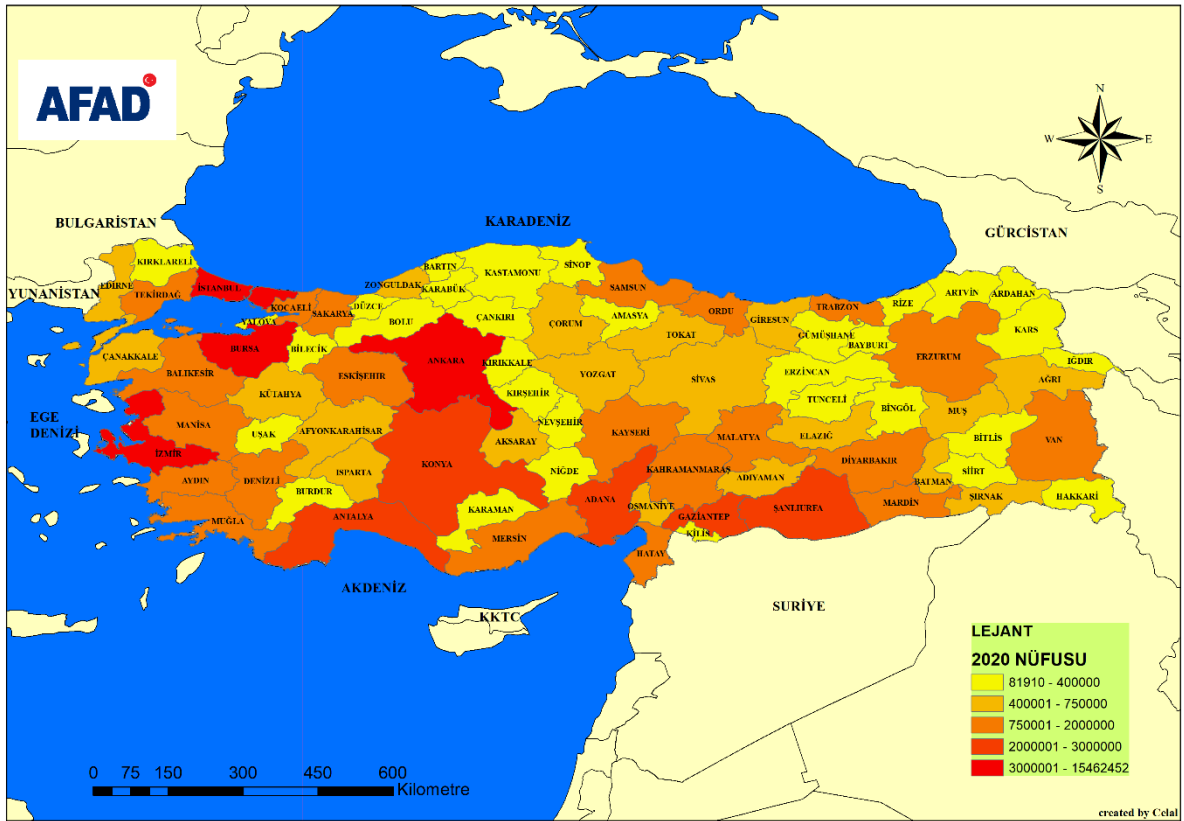 AFAD
N
W E
S
BULGARİSTAN
KARADENİZ
GÜRCİSTAN
YUNANİSTAN
EGE
DENİZİ
AKDENİZ
KKTC
SURİYE
KIRKLARELİ
EDİRNE
TEKİRDAĞ
İSTANBUL
KOCAELİ
YALOVA
SAKARYA
DÜZCE
ZONGULDAK
BARTIN
KARABÜK
KASTAMONU
SİNOP
SAMSUN
BOLU
ÇANKIRI
ÇORUM
AMASYA
ORDU
GİRESUN
TRABZON
RİZE
ARTVİN
ARDAHAN
KARS
IĞDIR
TOKAT
GÜMÜŞHANE
BAYBURT
ERZURUM
AĞRI
ÇANAKKALE
BALIKESİR
BURSA
BİLECİK
ESKİŞEHİR
ANKARA
KIRIKKALE
YOZGAT
SİVAS
ERZİNCAN
TUNCELİ
BİNGÖL
MUŞ
BİTLİS
VAN
KÜTAHYA
KIRŞEHİR
NEVŞEHİR
KAYSERİ
MALATYA
ELAZIĞ
DİYARBAKIR
BATMAN
SİİRT
ŞIRNAK
HAKKARİ
MANİSA
UŞAK
AFYONKARAHİSAR
İZMİR
AYDIN
DENİZLİ
ISPARTA
BURDUR
KONYA
AKSARAY
NİĞDE
KAHRAMANMARAŞ
ADIYAMAN
MARDİN
MUĞLA
ANTALYA
KARAMAN
MERSİN
ADANA
OSMANİYE
GAZİANTEP
ŞANLIURFA
KİLİS
HATAY
LEJANT
2020 NÜFUSU
81910 - 400000
400001 - 750000
750001 - 2000000
2000001 - 3000000
3000001 - 15462452
0 75 150 300 450 600
Kilometre
created by Celal